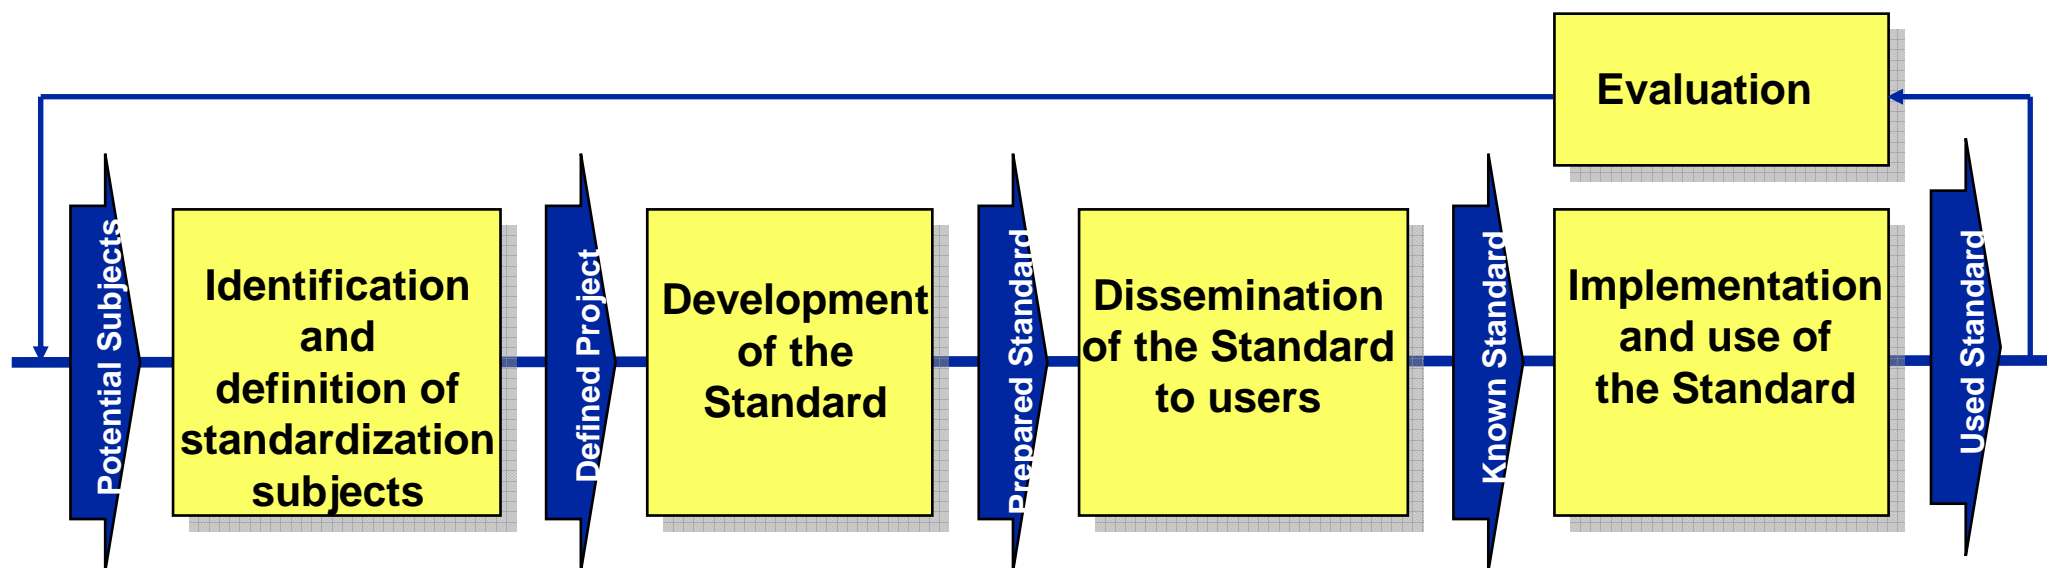 Evaluation
Potential Subjects
Identification
and
definition of
standardization
subjects
Defined Project
Development
of the
Standard
Prepared Standard
Dissemination
of the Standard
to users
Known Standard
Implementation
and use of
the Standard
Used Standard